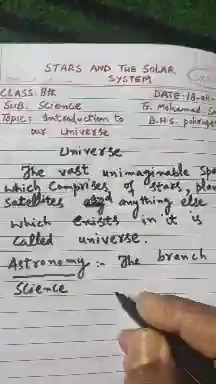 STARS AND THE SOLAR
SYSTEM
CLASS: 8th DATE: 18.04
SUB: Science G. Mohamad
Topic: Introduction to B.H.S.
our universe
Universe
The vast unimaginable
which comprises of stars,
satellites and anything else
which exists in it is
called universe.
Astronomy :- The branch
Science